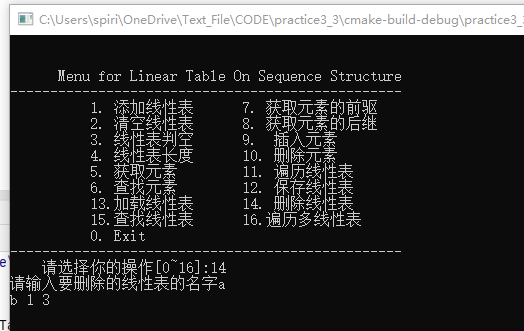 C:\Users\spiri\OneDrive\Text_File\CODE\practice3_3\cmake-build-debug\practice3_
Menu for Linear Table On Sequence Structure
-------------------------------------------------
1. 添加线性表 7. 获取元素的前驱
2. 清空线性表 8. 获取元素的后继
3. 线性表判空 9. 插入元素
4. 线性表长度 10. 删除元素
5. 获取元素 11. 遍历线性表
6. 查找元素 12. 保存线性表
13.加载线性表 14. 删除线性表
15.查找线性表 16.遍历多线性表
0. Exit
-------------------------------------------------
请选择你的操作[0~16]:14
请输入要删除的线性表的名字a
b 1 3